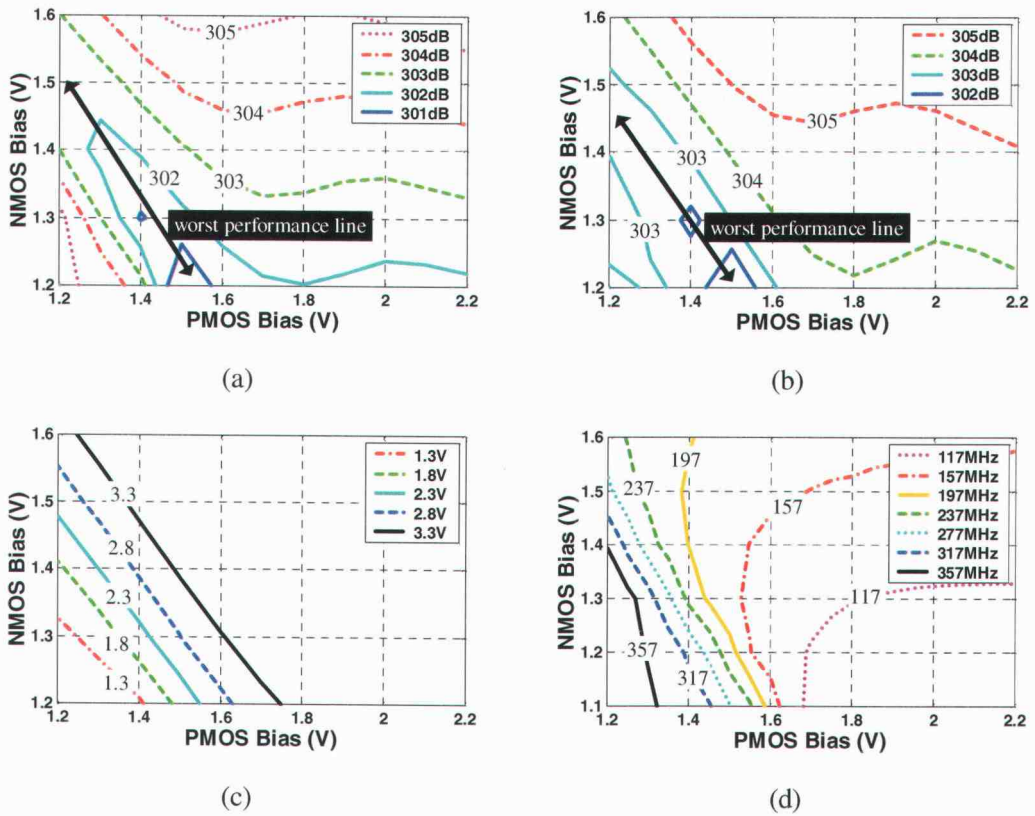 1.6
1.5
1.4
1.3
1.2
NMOS Bias (V)
305
304
302
303
305dB
304dB
303dB
302dB
301dB
worst performance line
1.2 1.4 1.6 1.8 2 2.2
PMOS Bias (V)
(a)
1.6
1.5
1.4
1.3
1.2
NMOS Bias (V)
305
303
304
303
305dB
304dB
303dB
302dB
worst performance line
1.2 1.4 1.6 1.8 2 2.2
PMOS Bias (V)
(b)
1.6
1.5
1.4
1.3
1.2
NMOS Bias (V)
3.3
2.8
2.3
1.8
1.3
1.3V
1.8V
2.3V
2.8V
3.3V
1.2 1.4 1.6 1.8 2 2.2
PMOS Bias (V)
(c)
1.6
1.5
1.4
1.3
1.2
1.1
NMOS Bias (V)
197
237
157
117
357
317
117MHz
157MHz
197MHz
237MHz
277MHz
317MHz
357MHz
1.2 1.4 1.6 1.8 2 2.2
PMOS Bias (V)
(d)